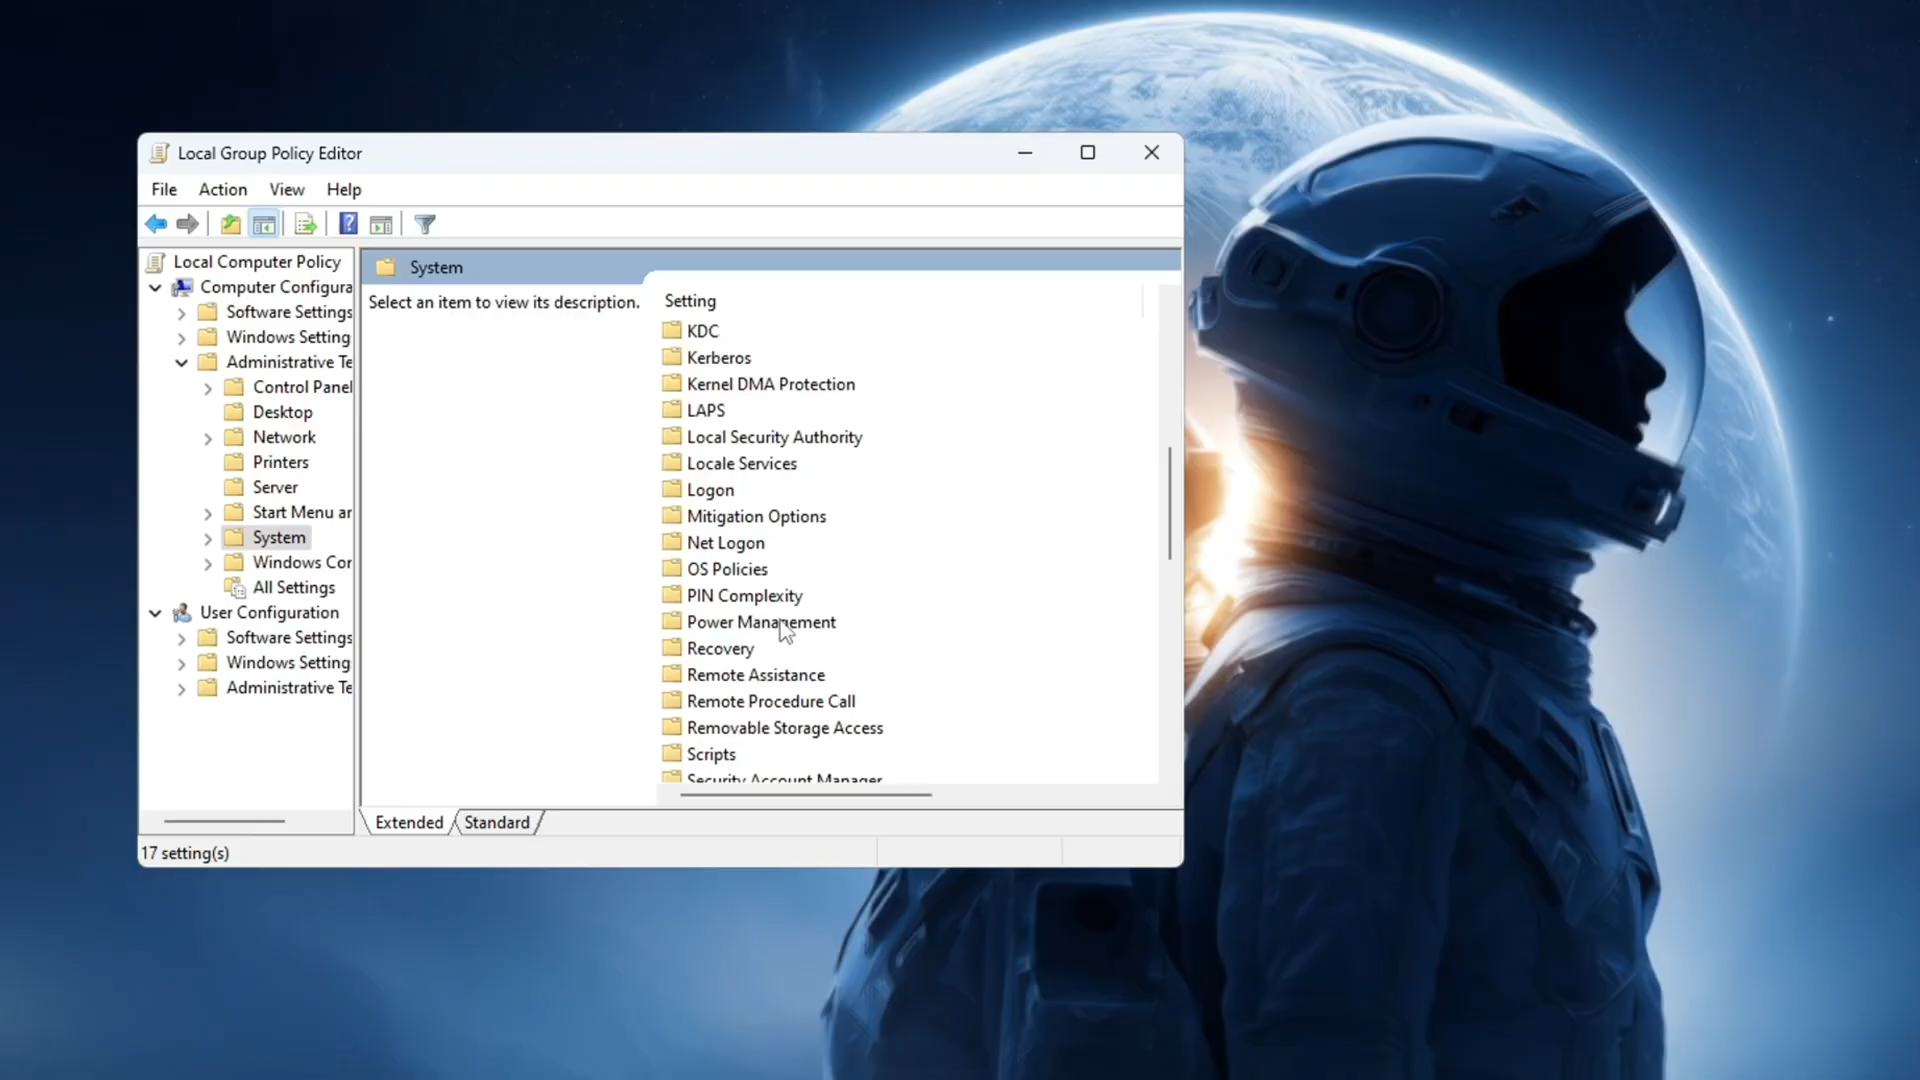 Local Group Policy Editor
File Action View Help
Local Computer Policy
Computer Configura
Software Settings
Windows Setting
Administrative Te
Control Panel
Desktop
Network
Printers
Server
Start Menu ar
System
Windows Cor
All Settings
User Configuration
Software Settings
Windows Setting
Administrative Te
System
Select an item to view its description.
Setting
KDC
Kerberos
Kernel DMA Protection
LAPS
Local Security Authority
Locale Services
Logon
Mitigation Options
Net Logon
OS Policies
PIN Complexity
Power Management
Recovery
Remote Assistance
Remote Procedure Call
Removable Storage Access
Scripts
Security Account Manager
Extended Standard
17 setting(s)